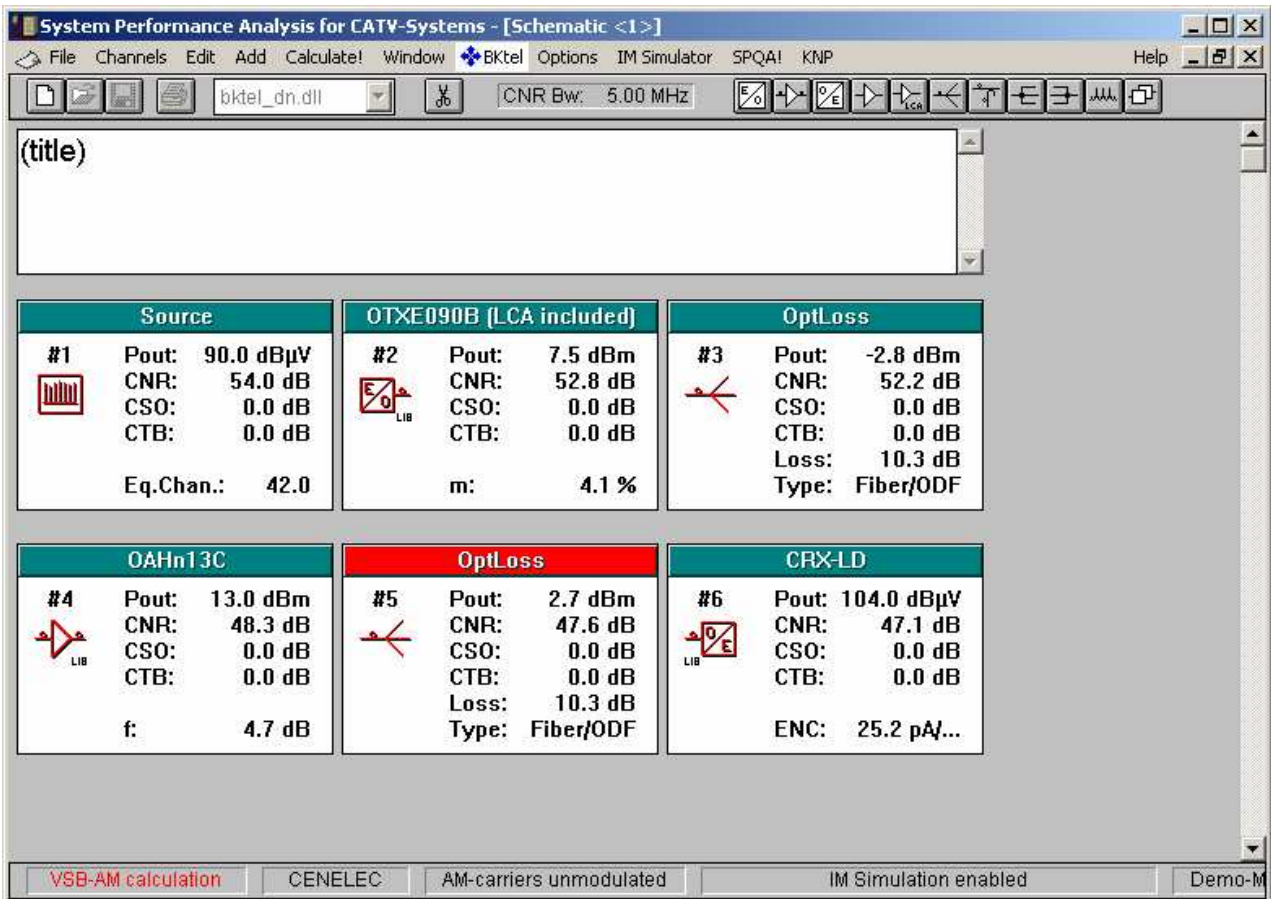 System Performance Analysis for CATV-Systems - [Schematic <1>]
File Channels Edit Add Calculate! Window BKtel Options IM Simulator SPQA! KNP Help
bktel_dn.dll CNR Bw: 5.00 MHz E/O O/E LCA
(title)
Source
#1 Pout: 90.0 dBµV
CNR: 54.0 dB
CSO: 0.0 dB
CTB: 0.0 dB
Eq.Chan.: 42.0
OTXE090B (LCA included)
#2 Pout: 7.5 dBm
E/O LIB CNR: 52.8 dB
CSO: 0.0 dB
CTB: 0.0 dB
m: 4.1 %
OptLoss
#3 Pout: -2.8 dBm
CNR: 52.2 dB
CSO: 0.0 dB
CTB: 0.0 dB
Loss: 10.3 dB
Type: Fiber/ODF
OAHn13C
#4 Pout: 13.0 dBm
CNR: 48.3 dB
LIB CSO: 0.0 dB
CTB: 0.0 dB
f: 4.7 dB
OptLoss
#5 Pout: 2.7 dBm
CNR: 47.6 dB
CSO: 0.0 dB
CTB: 0.0 dB
Loss: 10.3 dB
Type: Fiber/ODF
CRX-LD
#6 Pout: 104.0 dBµV
O/E CNR: 47.1 dB
LIB CSO: 0.0 dB
CTB: 0.0 dB
ENC: 25.2 pA/...
VSB-AM calculation CENELEC AM-carriers unmodulated IM Simulation enabled Demo-M